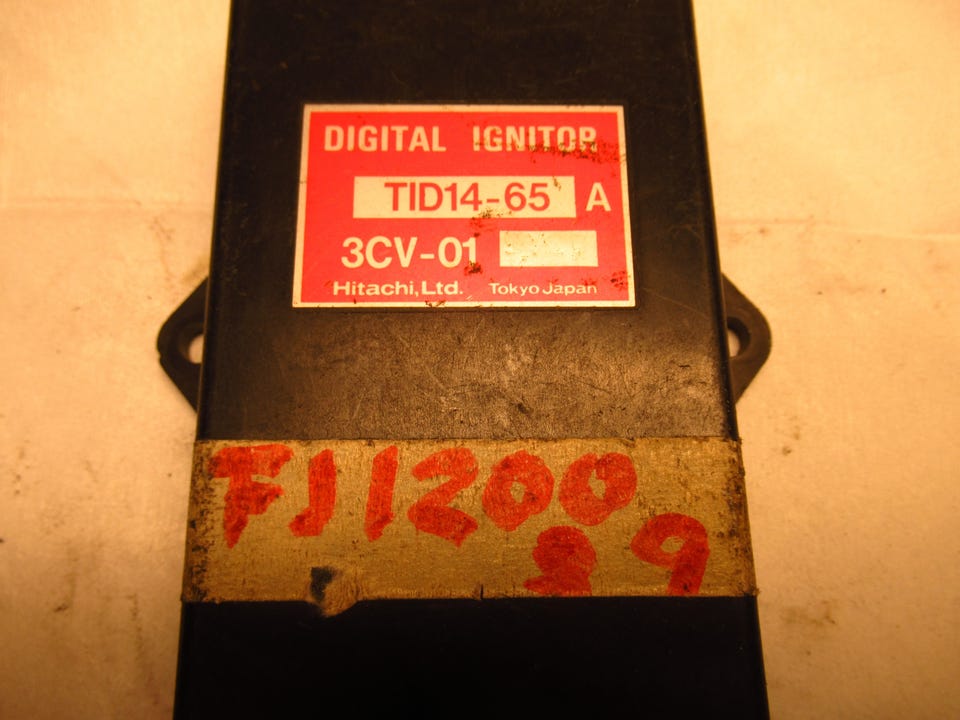 DIGITAL IGNITOR
TID14-65 A
3CV-01
Hitachi, Ltd. Tokyo Japan
FJ1200
89